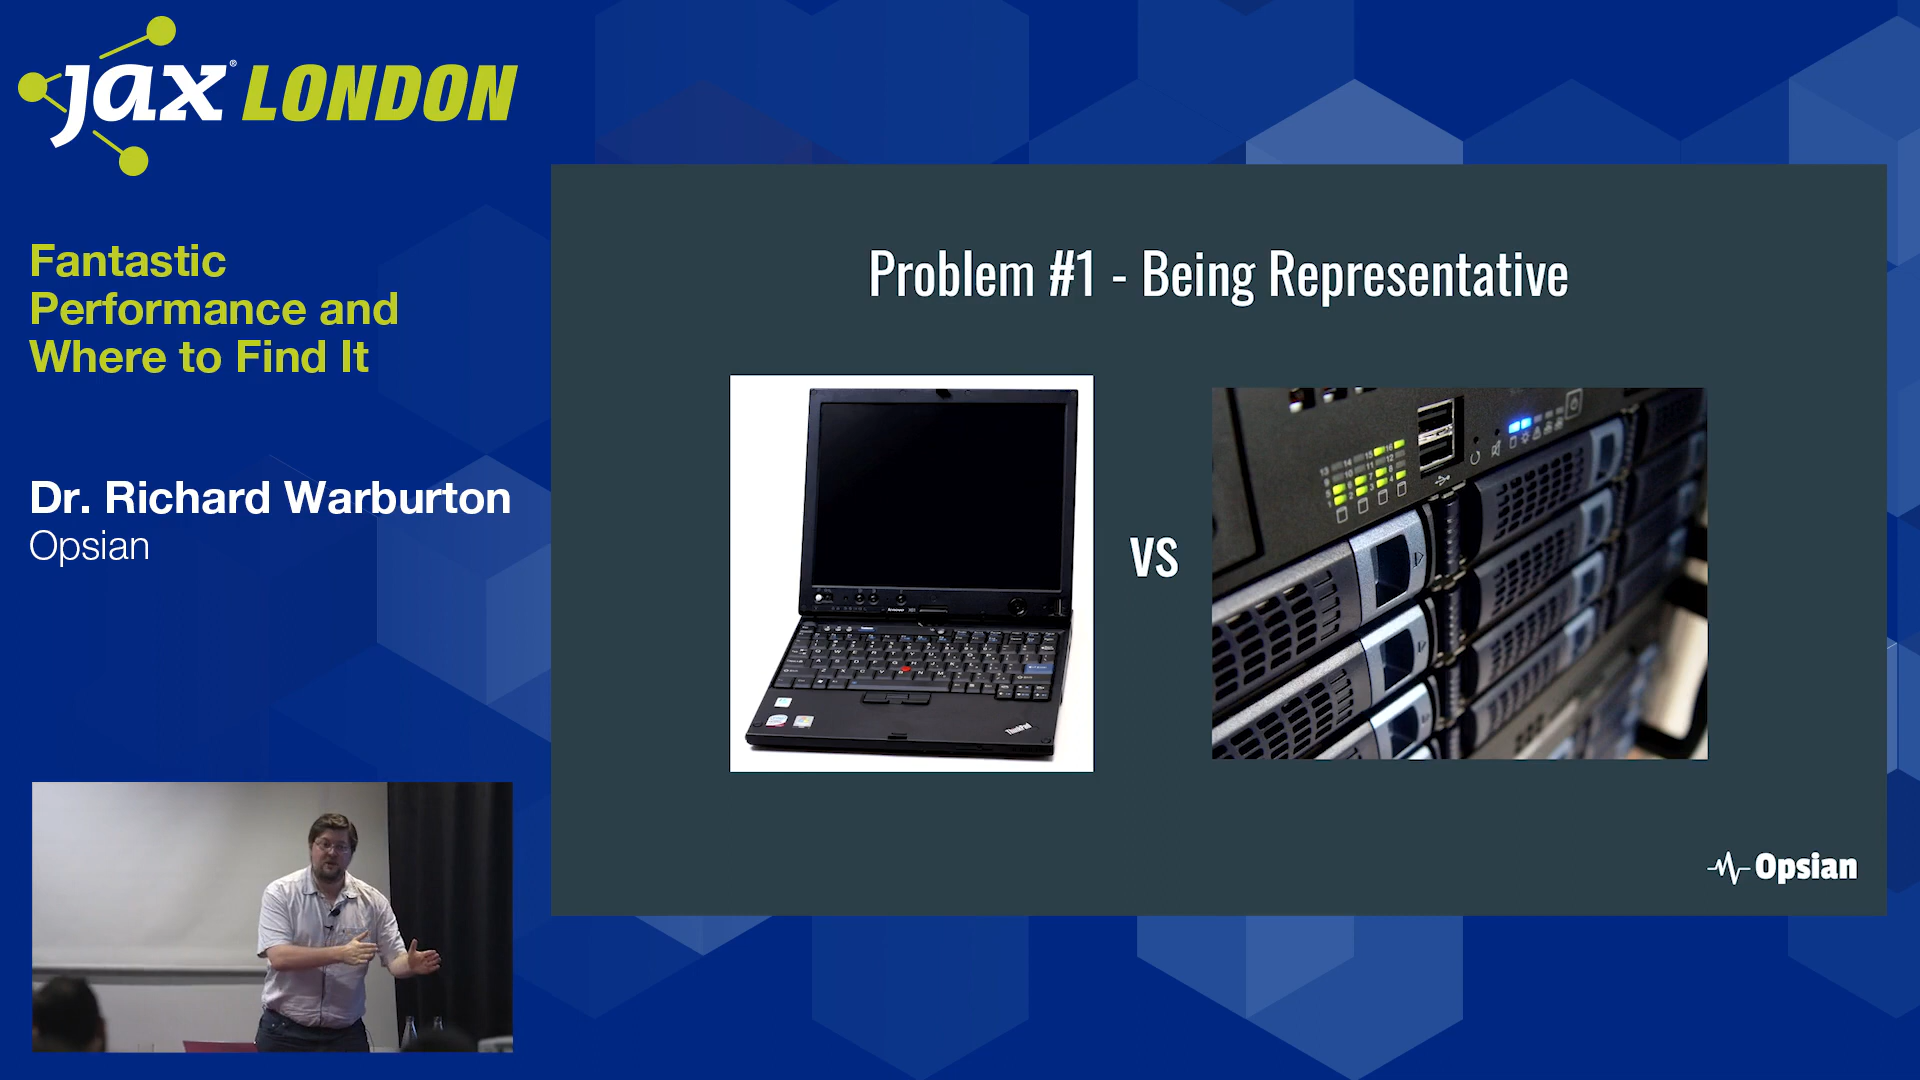 jax® LONDON
Fantastic
Performance and
Where to Find It
Dr. Richard Warburton
Opsian
Problem #1 - Being Representative
VS
ThinkPad
Opsian